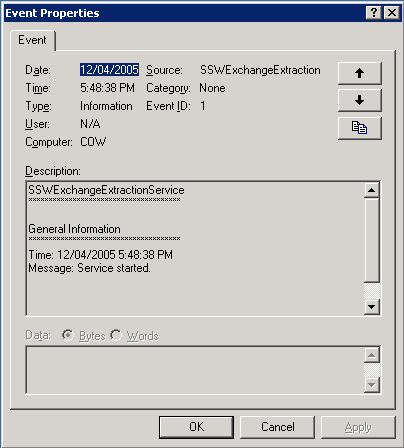 Event Properties
Event
Date: 12/04/2005 Source: SSWExchangeExtraction
Time: 5:48:38 PM Category: None
Type: Information Event ID: 1
User: N/A
Computer: COW
Description:
SSWExchangeExtractionService
******************************
General Information
******************************
Time: 12/04/2005 5:48:38 PM
Message: Service started.
Data: Bytes Words
OK Cancel Apply